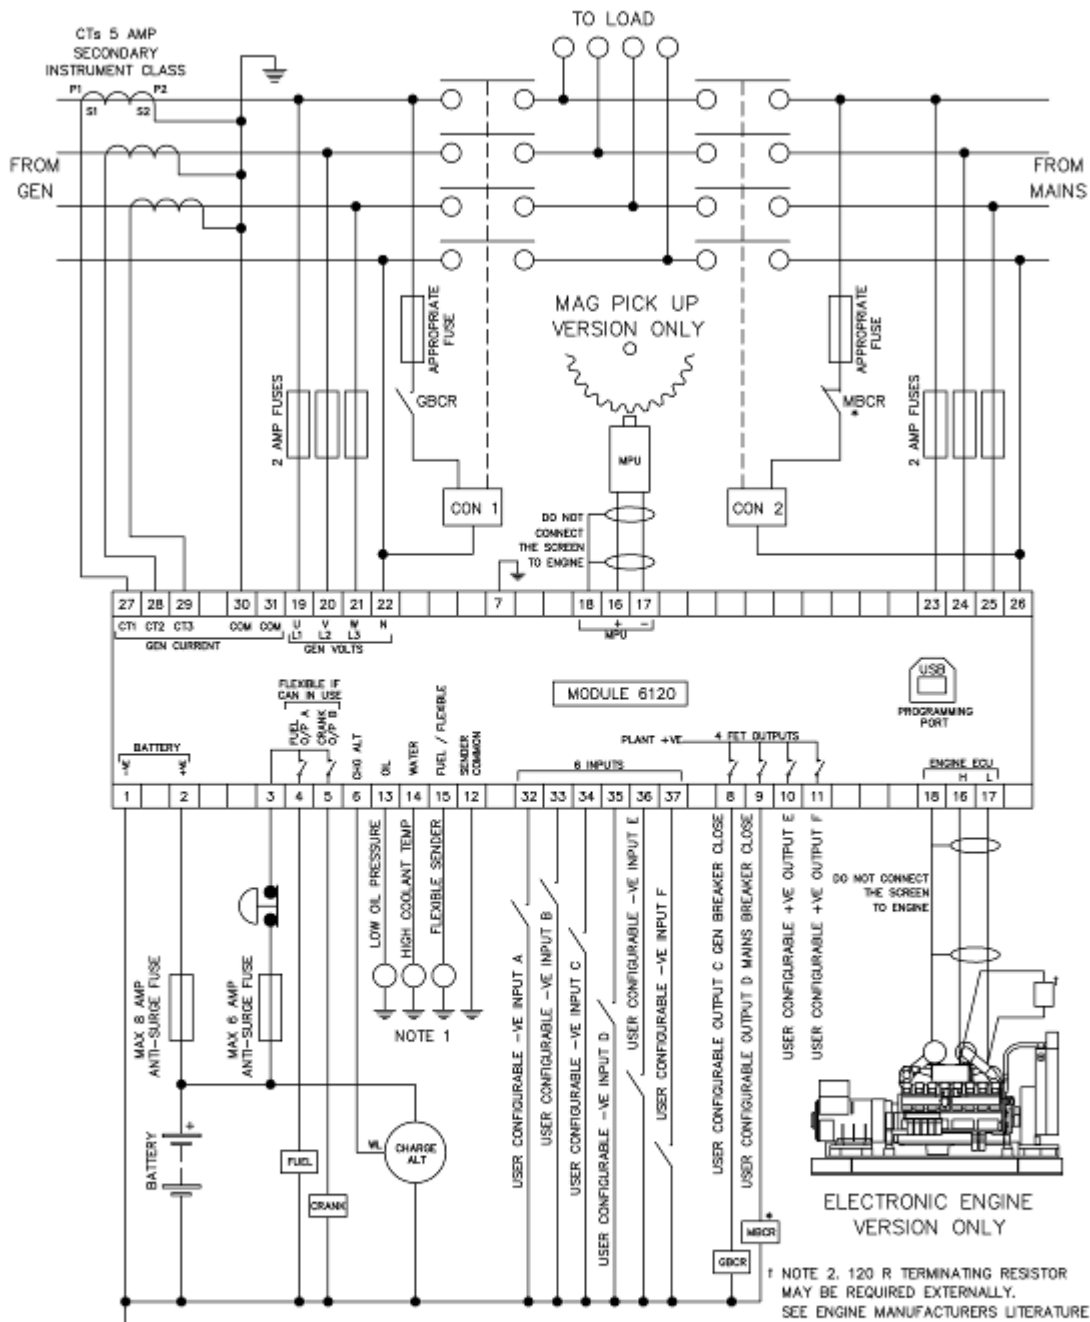 CTs 5 AMP
SECONDARY
INSTRUMENT CLASS
P1
P2
S1
S2
TO LOAD
FROM
GEN
FROM
MAINS
2 AMP FUSES
APPROPRIATE
FUSE
GBCR
CON 1
MAG PICK UP
VERSION ONLY
MPU
DO NOT
CONNECT
THE SCREEN
TO ENGINE
APPROPRIATE
FUSE
MBCR
*
CON 2
2 AMP FUSES
27 28 29 30 31 19 20 21 22 7 18 16 17 23 24 25 26
CT1 CT2 CT3 COM COM U V W N + −
L1 L2 L3
GEN CURRENT
GEN VOLTS
MPU
FLEXIBLE IF
CAN IN USE
MODULE 6120
USB
PROGRAMMING
PORT
BATTERY
-VE
+VE
FUEL
O/P A
CRANK
O/P B
CHG ALT
OIL
WATER
FUEL / FLEXIBLE
SENDER
COMMON
6 INPUTS
PLANT +VE
4 FET OUTPUTS
ENGINE ECU
H L
1 2 3 4 5 6 13 14 15 12 32 33 34 35 36 37 8 9 10 11 18 16 17
MAX 8 AMP
ANTI-SURGE FUSE
MAX 6 AMP
ANTI-SURGE FUSE
LOW OIL PRESSURE
HIGH COOLANT TEMP
FLEXIBLE SENDER
NOTE 1
BATTERY
+
FUEL
CRANK
WL
CHARGE
ALT
USER CONFIGURABLE -VE INPUT A
USER CONFIGURABLE -VE INPUT B
USER CONFIGURABLE -VE INPUT C
USER CONFIGURABLE -VE INPUT D
USER CONFIGURABLE -VE INPUT E
USER CONFIGURABLE -VE INPUT F
USER CONFIGURABLE OUTPUT C GEN BREAKER CLOSE
USER CONFIGURABLE OUTPUT D MAINS BREAKER CLOSE
USER CONFIGURABLE +VE OUTPUT E
USER CONFIGURABLE +VE OUTPUT F
GBCR
MBCR
*
DO NOT CONNECT
THE SCREEN
TO ENGINE
†
ELECTRONIC ENGINE
VERSION ONLY
† NOTE 2. 120 R TERMINATING RESISTOR
MAY BE REQUIRED EXTERNALLY.
SEE ENGINE MANUFACTURERS LITERATURE